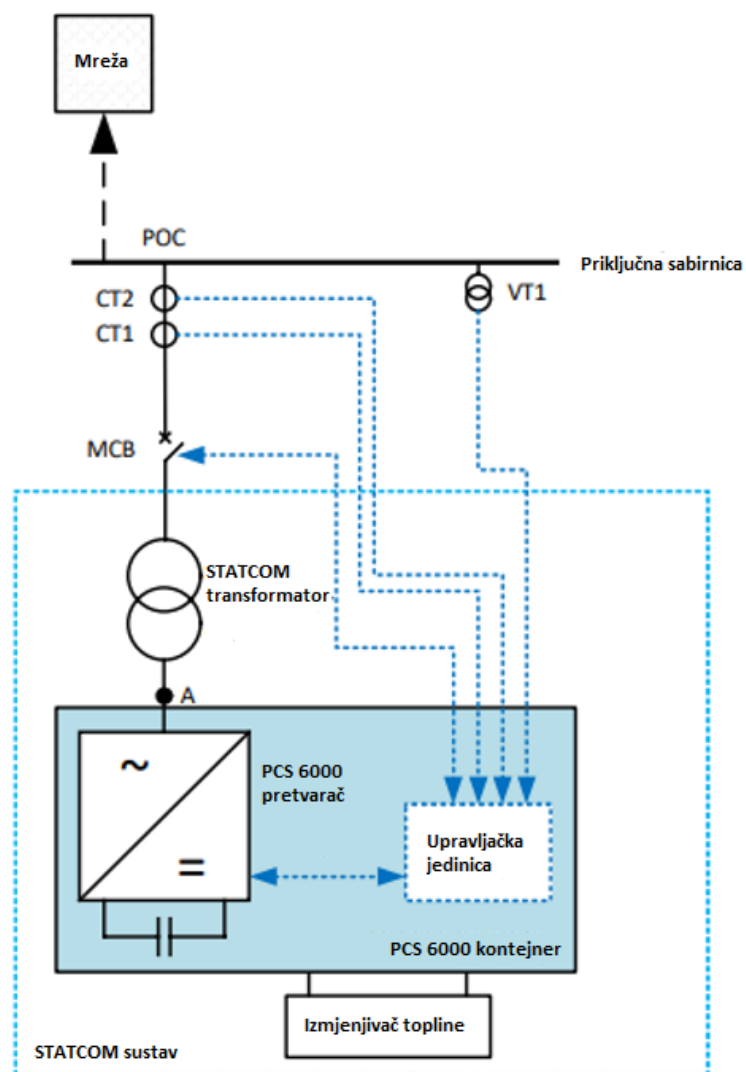 Mreža
POC
Priključna sabirnica
CT2
VT1
CT1
MCB
STATCOM
transformator
A
~
=
PCS 6000
pretvarač
Upravljačka
jedinica
PCS 6000 kontejner
Izmjenjivač topline
STATCOM sustav